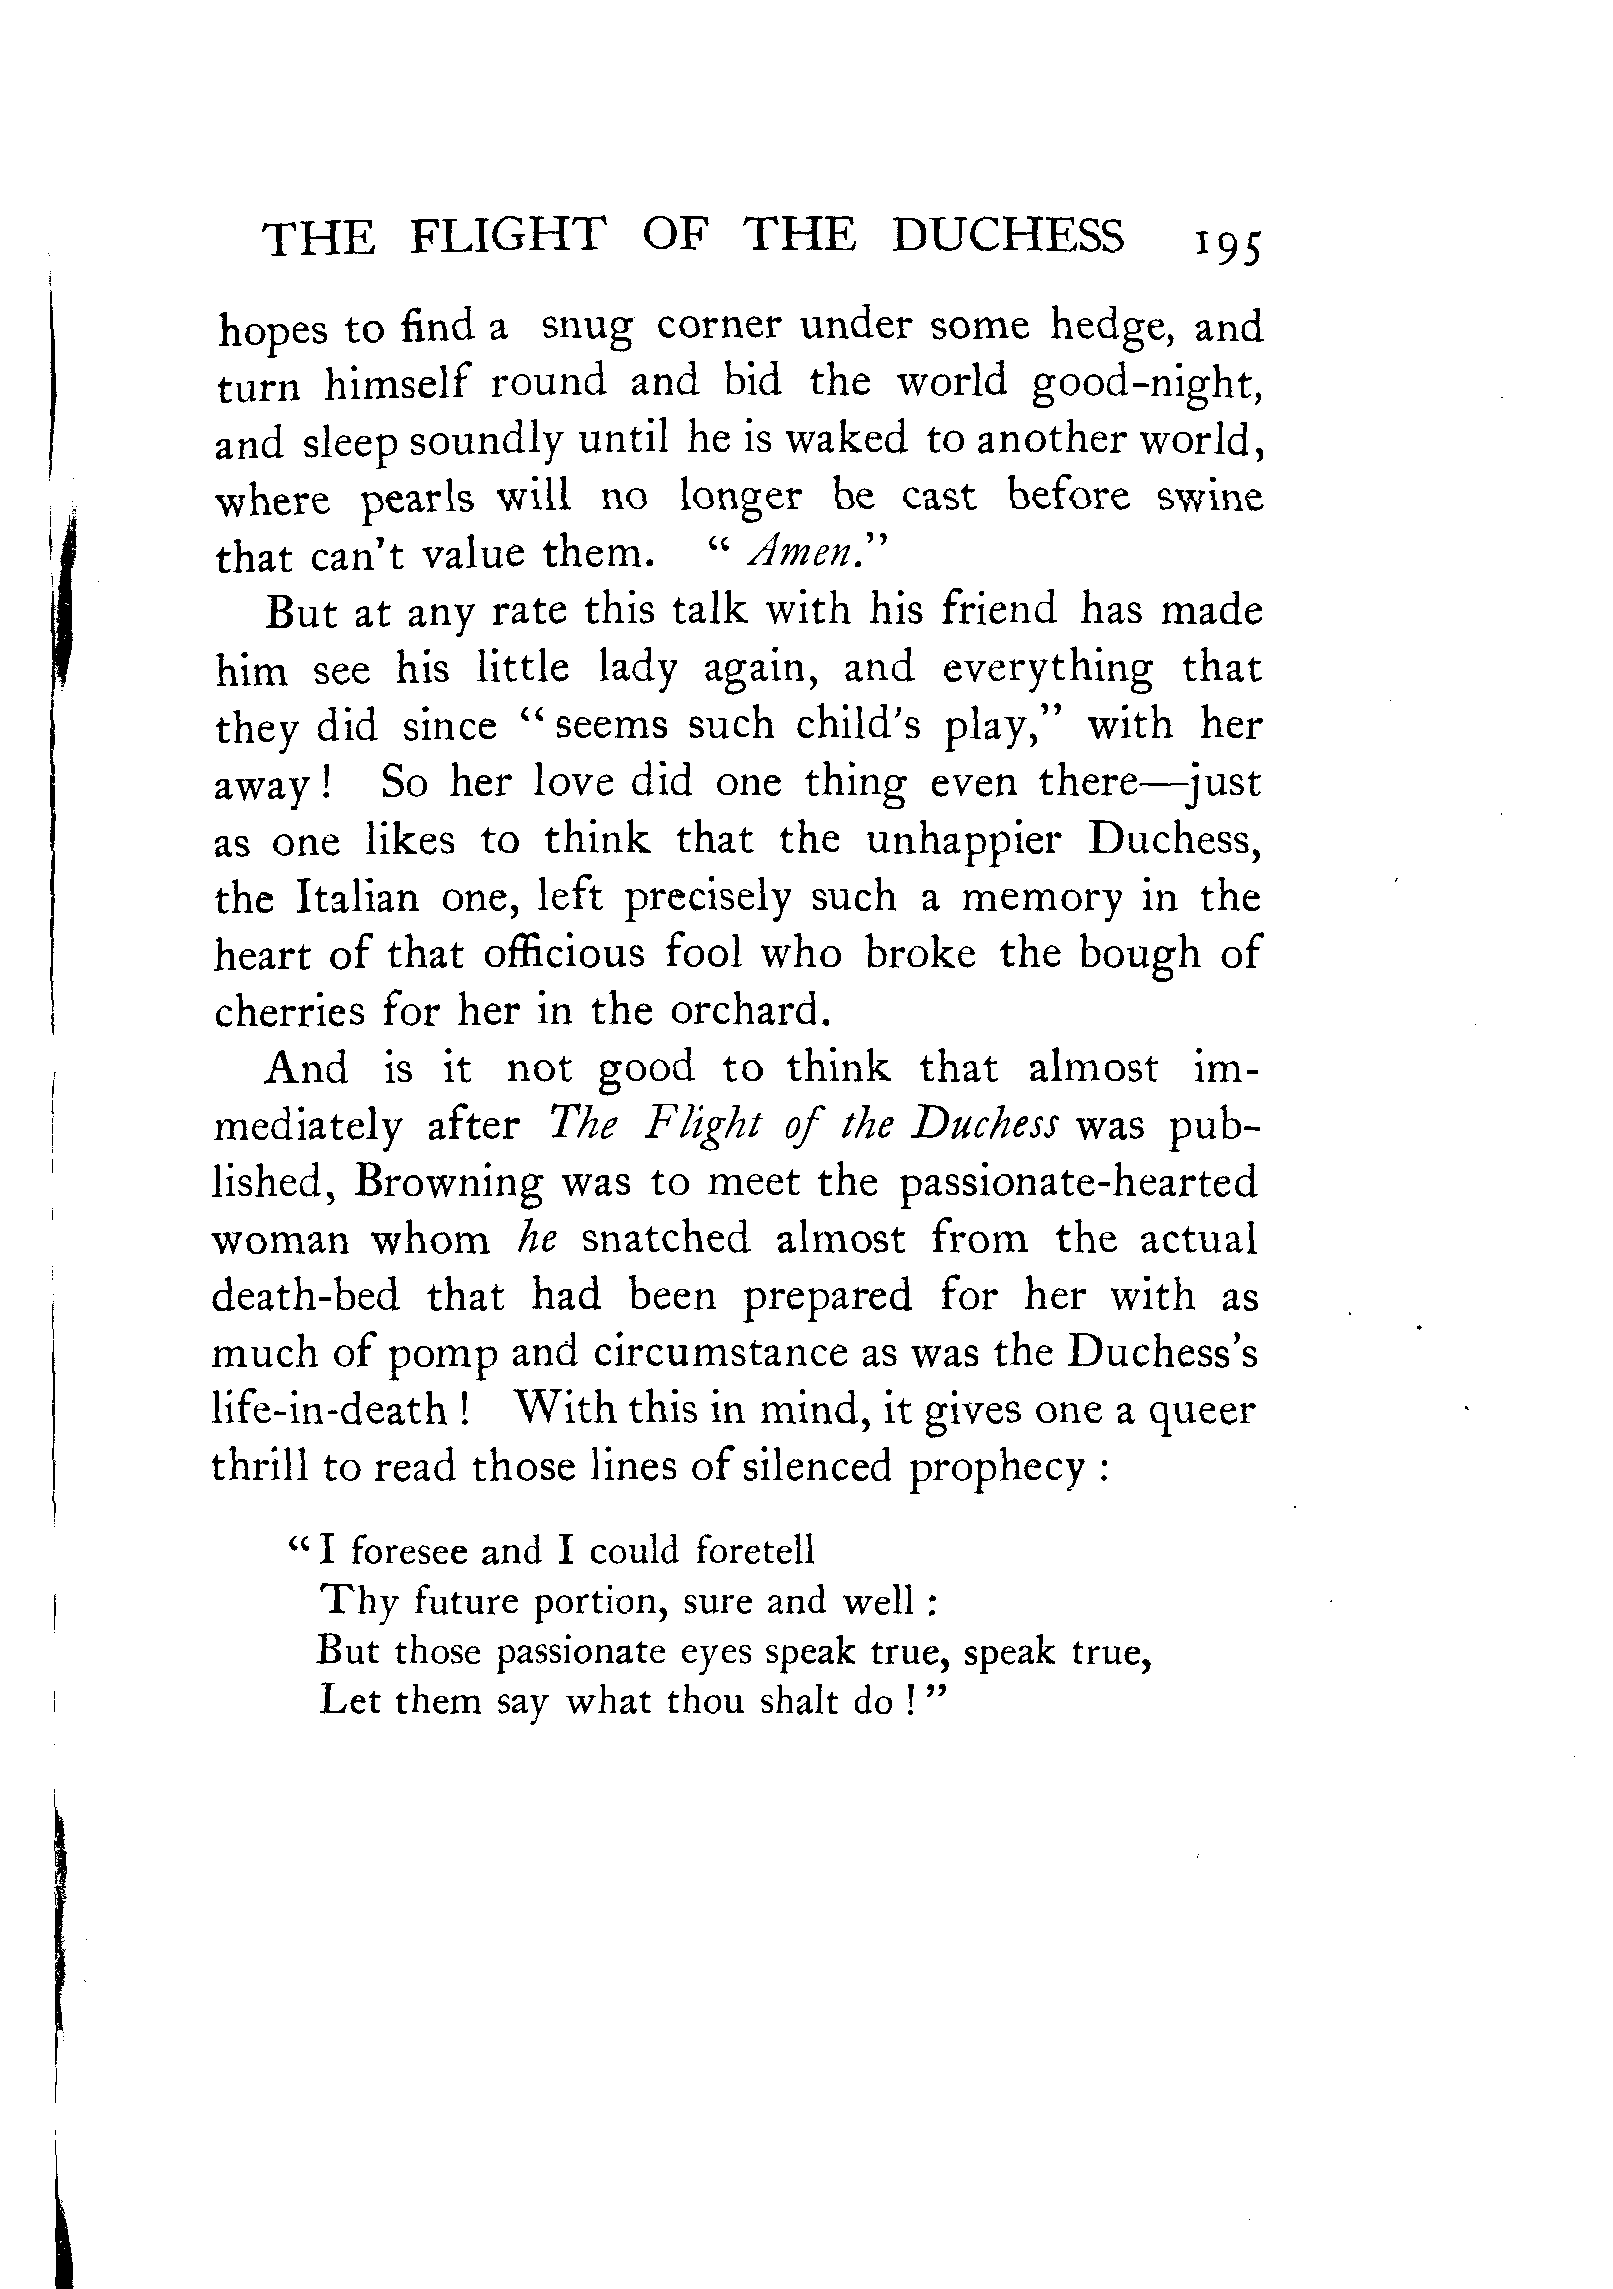 THE FLIGHT OF THE DUCHESS 195
hopes to find a snug corner under some hedge, and
turn himself round and bid the world good-night,
and sleep soundly until he is waked to another world,
where pearls will no longer be cast before swine
that can't value them. " Amen."
But at any rate this talk with his friend has made
him see his little lady again, and everything that
they did since " seems such child's play," with her
away ! So her love did one thing even there—just
as one likes to think that the unhappier Duchess,
the Italian one, left precisely such a memory in the
heart of that officious fool who broke the bough of
cherries for her in the orchard.
And is it not good to think that almost im-
mediately after The Flight of the Duchess was pub-
lished, Browning was to meet the passionate-hearted
woman whom he snatched almost from the actual
death-bed that had been prepared for her with as
much of pomp and circumstance as was the Duchess's
life-in-death ! With this in mind, it gives one a queer
thrill to read those lines of silenced prophecy :
" I foresee and I could foretell
Thy future portion, sure and well :
But those passionate eyes speak true, speak true,
Let them say what thou shalt do ! "